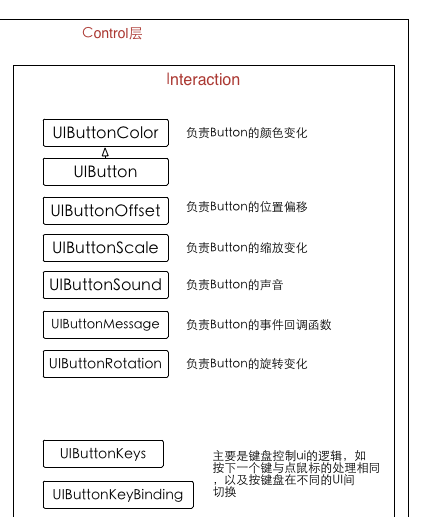 Control层
Interaction
UIButtonColor 负责Button的颜色变化
UIButton
UIButtonOffset 负责Button的位置偏移
UIButtonScale 负责Button的缩放变化
UIButtonSound 负责Button的声音
UIButtonMessage 负责Button的事件回调函数
UIButtonRotation 负责Button的旋转变化
UIButtonKeys
UIButtonKeyBinding
主要是键盘控制ui的逻辑，如
按下一个键与点鼠标的处理相同
，以及按键盘在不同的UI间
切换